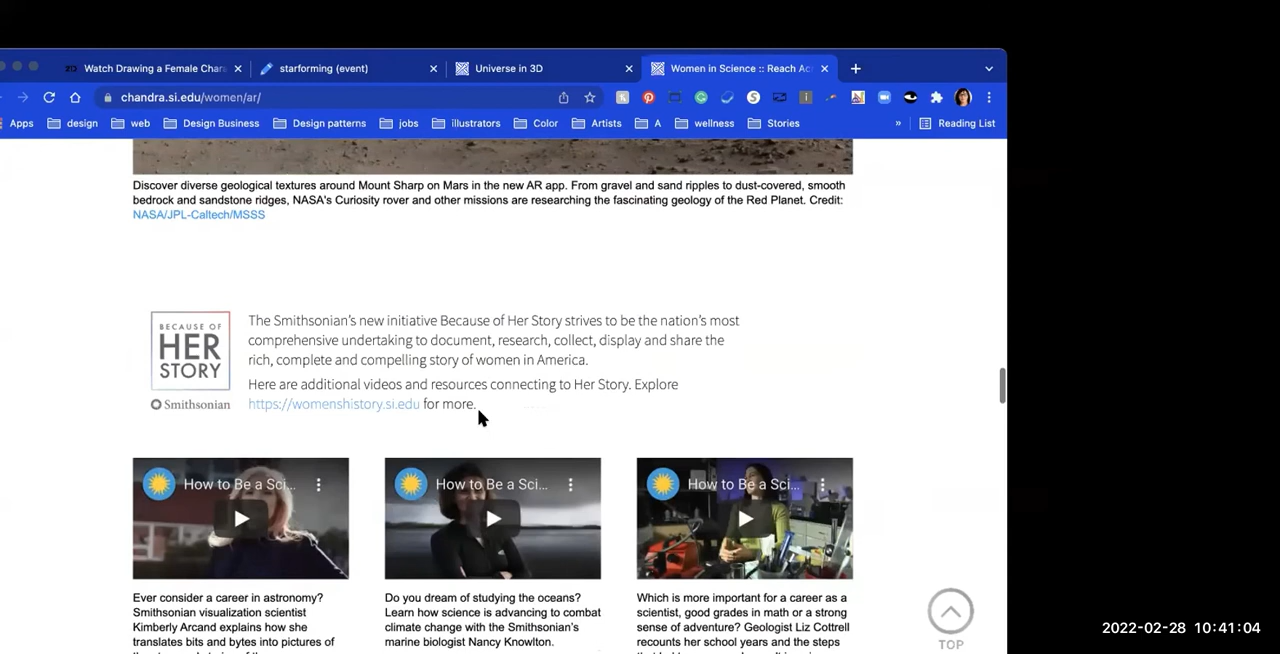 Watch Drawing a Female Chara
starforming (event)
Universe in 3D
Women in Science :: Reach Ac
chandra.si.edu/women/ar/
Apps
design
web
Design Business
Design patterns
jobs
illustrators
Color
Artists
A
wellness
Stories
»
Reading List
Discover diverse geological textures around Mount Sharp on Mars in the new AR app. From gravel and sand ripples to dust-covered, smooth
bedrock and sandstone ridges, NASA's Curiosity rover and other missions are researching the fascinating geology of the Red Planet. Credit:
NASA/JPL-Caltech/MSSS
BECAUSE OF
HER
STORY
Smithsonian
The Smithsonian's new initiative Because of Her Story strives to be the nation's most
comprehensive undertaking to document, research, collect, display and share the
rich, complete and compelling story of women in America.
Here are additional videos and resources connecting to Her Story. Explore
https://womenshistory.si.edu for more.
How to Be a Sci...
How to Be a Sci...
How to Be a Sci...
Ever consider a career in astronomy?
Smithsonian visualization scientist
Kimberly Arcand explains how she
translates bits and bytes into pictures of
Do you dream of studying the oceans?
Learn how science is advancing to combat
climate change with the Smithsonian's
marine biologist Nancy Knowlton.
Which is more important for a career as a
scientist, good grades in math or a strong
sense of adventure? Geologist Liz Cottrell
recounts her school years and the steps
TOP
2022-02-28 10:41:04